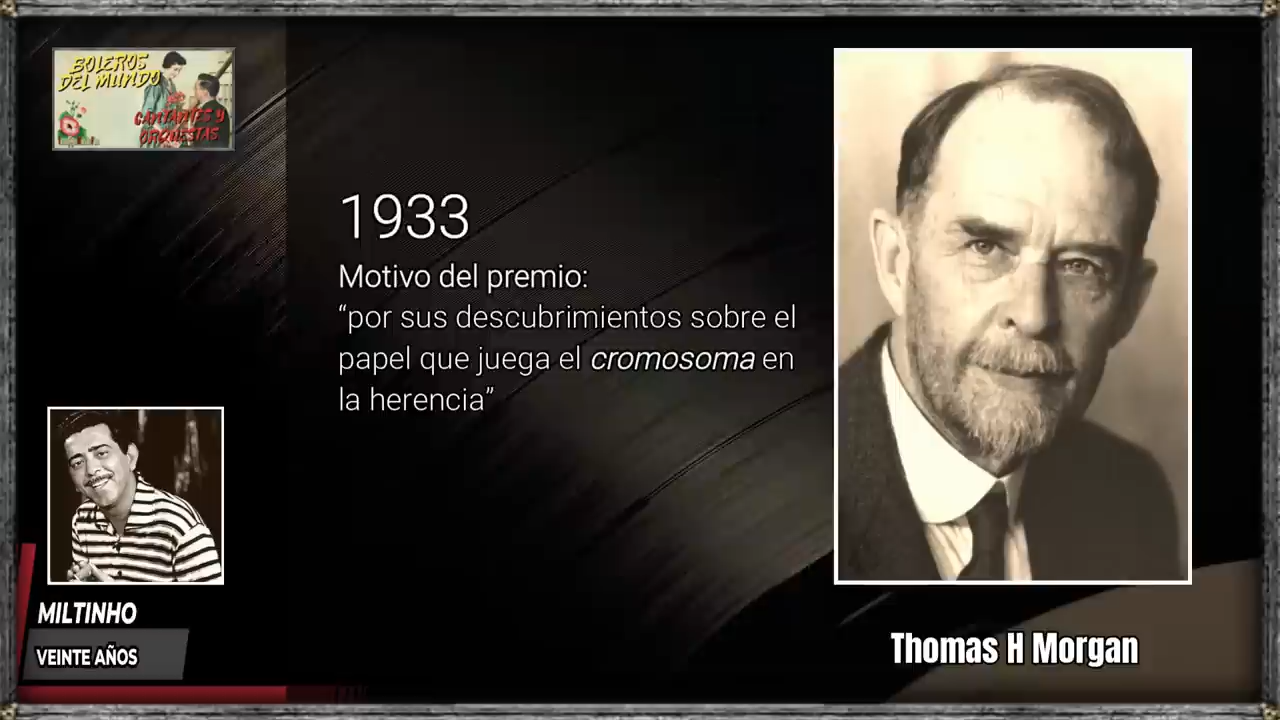 BOLEROS
DEL MUNDO
CANTANTES Y
ORQUESTAS
1933
Motivo del premio:
“por sus descubrimientos sobre el
papel que juega el cromosoma en
la herencia”
MILTINHO
VEINTE AÑOS
Thomas H Morgan